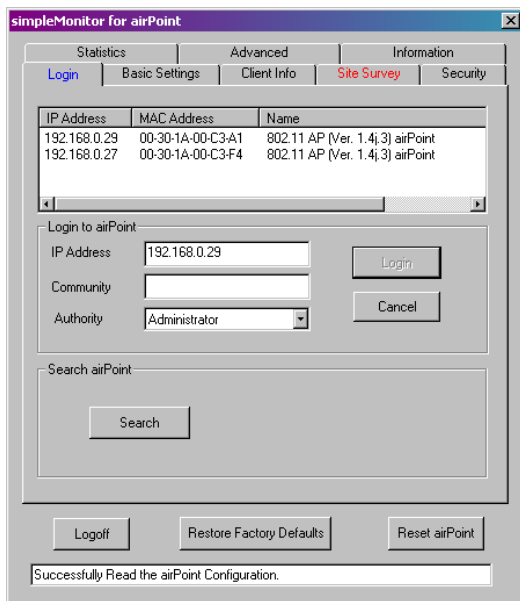 simpleMonitor for airPoint
Statistics Advanced Information
Login Basic Settings Client Info Site Survey Security
IP Address MAC Address Name
192.168.0.29 00-30-1A-00-C3-A1 802.11 AP (Ver. 1.4j.3) airPoint
192.168.0.27 00-30-1A-00-C3-F4 802.11 AP (Ver. 1.4j.3) airPoint
Login to airPoint
IP Address 192.168.0.29
Login
Community
Cancel
Authority Administrator
Search airPoint
Search
Logoff Restore Factory Defaults Reset airPoint
Successfully Read the airPoint Configuration.